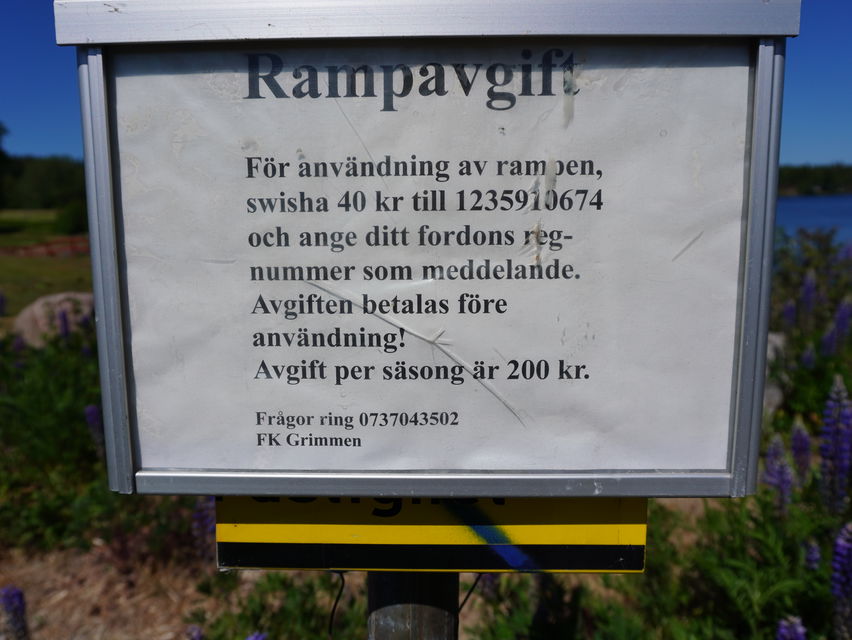 Rampavgift
För användning av rampen,
swisha 40 kr till 1235910674
och ange ditt fordons reg-
nummer som meddelande.
Avgiften betalas före
användning!
Avgift per säsong är 200 kr.
Frågor ring 0737043502
FK Grimmen